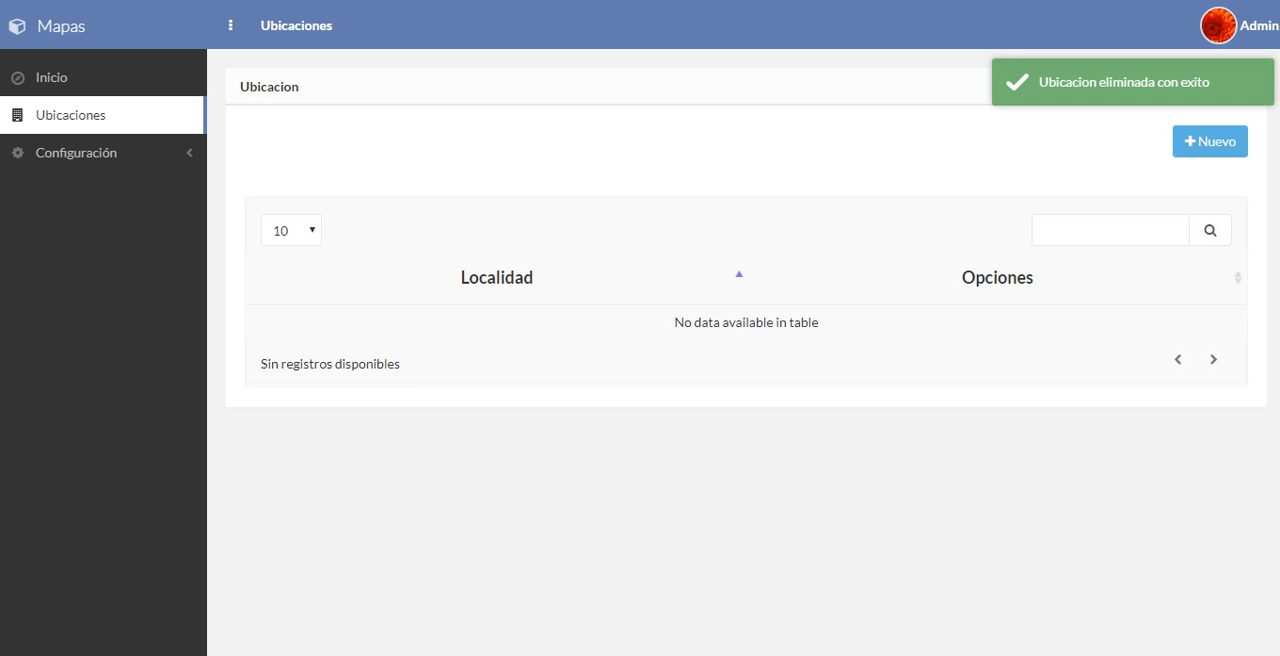 Mapas
Ubicaciones
Admin
Inicio
Ubicaciones
Configuración
Ubicacion
Ubicacion eliminada con exito
Nuevo
10
Localidad
Opciones
No data available in table
Sin registros disponibles